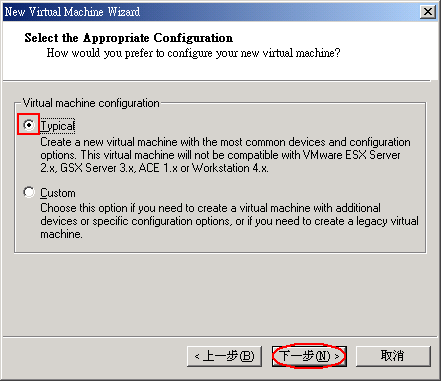 New Virtual Machine Wizard
Select the Appropriate Configuration
How would you prefer to configure your new virtual machine?
Virtual machine configuration
Typical
Create a new virtual machine with the most common devices and configuration
options. This virtual machine will not be compatible with VMware ESX Server
2.x, GSX Server 3.x, ACE 1.x or Workstation 4.x.
Custom
Choose this option if you need to create a virtual machine with additional
devices or specific configuration options, or if you need to create a legacy virtual
machine.
< 上一步(B) 下一步(N) > 取消